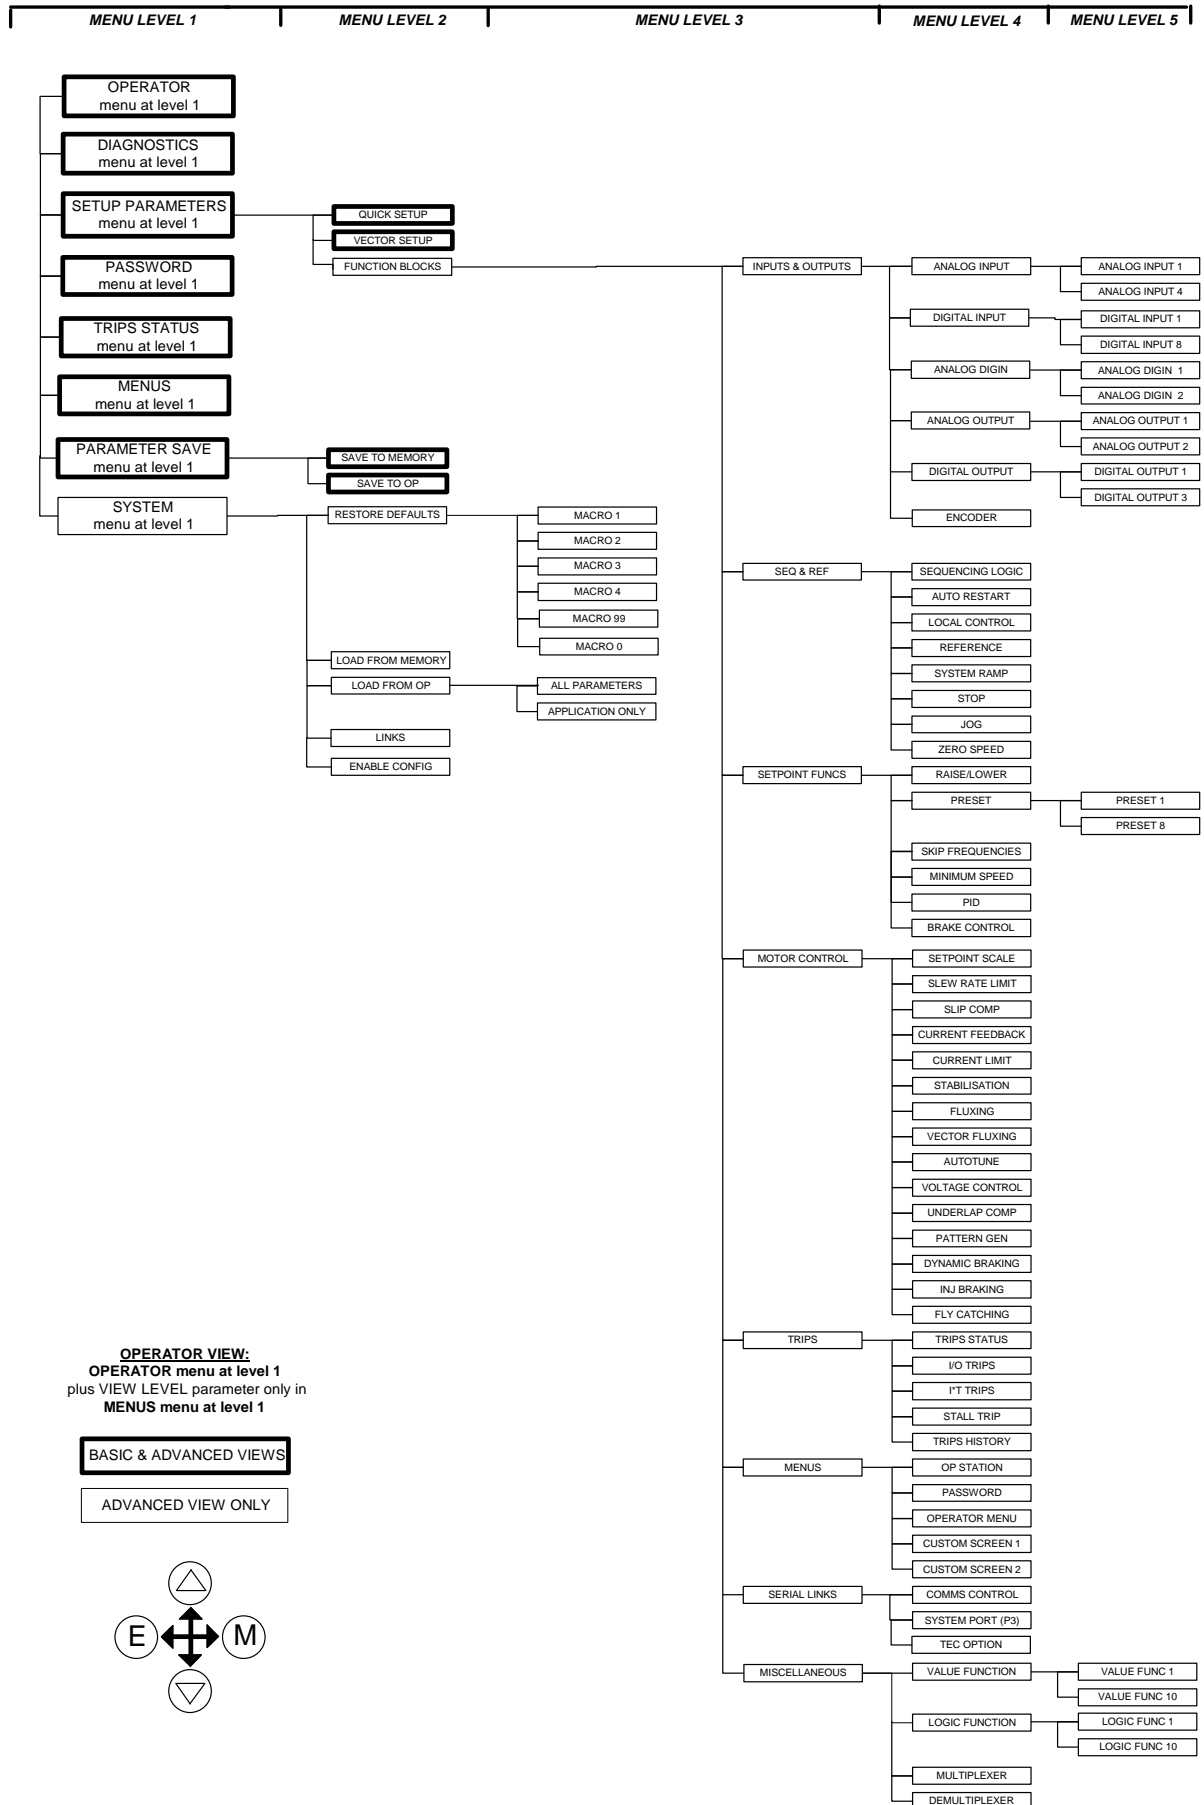 MENU LEVEL 1
MENU LEVEL 2
MENU LEVEL 3
MENU LEVEL 4
MENU LEVEL 5
OPERATOR
menu at level 1
DIAGNOSTICS
menu at level 1
SETUP PARAMETERS
menu at level 1
PASSWORD
menu at level 1
TRIPS STATUS
menu at level 1
MENUS
menu at level 1
PARAMETER SAVE
menu at level 1
SYSTEM
menu at level 1
QUICK SETUP
VECTOR SETUP
FUNCTION BLOCKS
SAVE TO MEMORY
SAVE TO OP
RESTORE DEFAULTS
LOAD FROM MEMORY
LOAD FROM OP
LINKS
ENABLE CONFIG
MACRO 1
MACRO 2
MACRO 3
MACRO 4
MACRO 99
MACRO 0
ALL PARAMETERS
APPLICATION ONLY
INPUTS & OUTPUTS
ANALOG INPUT
ANALOG INPUT 1
ANALOG INPUT 4
DIGITAL INPUT
DIGITAL INPUT 1
DIGITAL INPUT 8
ANALOG DIGIN
ANALOG DIGIN 1
ANALOG DIGIN 2
ANALOG OUTPUT
ANALOG OUTPUT 1
ANALOG OUTPUT 2
DIGITAL OUTPUT
DIGITAL OUTPUT 1
DIGITAL OUTPUT 3
ENCODER
SEQ & REF
SEQUENCING LOGIC
AUTO RESTART
LOCAL CONTROL
REFERENCE
SYSTEM RAMP
STOP
JOG
ZERO SPEED
SETPOINT FUNCS
RAISE/LOWER
PRESET
PRESET 1
PRESET 8
SKIP FREQUENCIES
MINIMUM SPEED
PID
BRAKE CONTROL
MOTOR CONTROL
SETPOINT SCALE
SLEW RATE LIMIT
SLIP COMP
CURRENT FEEDBACK
CURRENT LIMIT
STABILISATION
FLUXING
VECTOR FLUXING
AUTOTUNE
VOLTAGE CONTROL
UNDERLAP COMP
PATTERN GEN
DYNAMIC BRAKING
INJ BRAKING
FLY CATCHING
TRIPS
TRIPS STATUS
I/O TRIPS
I*T TRIPS
STALL TRIP
TRIPS HISTORY
MENUS
OP STATION
PASSWORD
OPERATOR MENU
CUSTOM SCREEN 1
CUSTOM SCREEN 2
SERIAL LINKS
COMMS CONTROL
SYSTEM PORT (P3)
TEC OPTION
MISCELLANEOUS
VALUE FUNCTION
VALUE FUNC 1
VALUE FUNC 10
LOGIC FUNCTION
LOGIC FUNC 1
LOGIC FUNC 10
MULTIPLEXER
DEMULTIPLEXER
OPERATOR VIEW:
OPERATOR menu at level 1
plus VIEW LEVEL parameter only in
MENUS menu at level 1
BASIC & ADVANCED VIEWS
ADVANCED VIEW ONLY
E
M